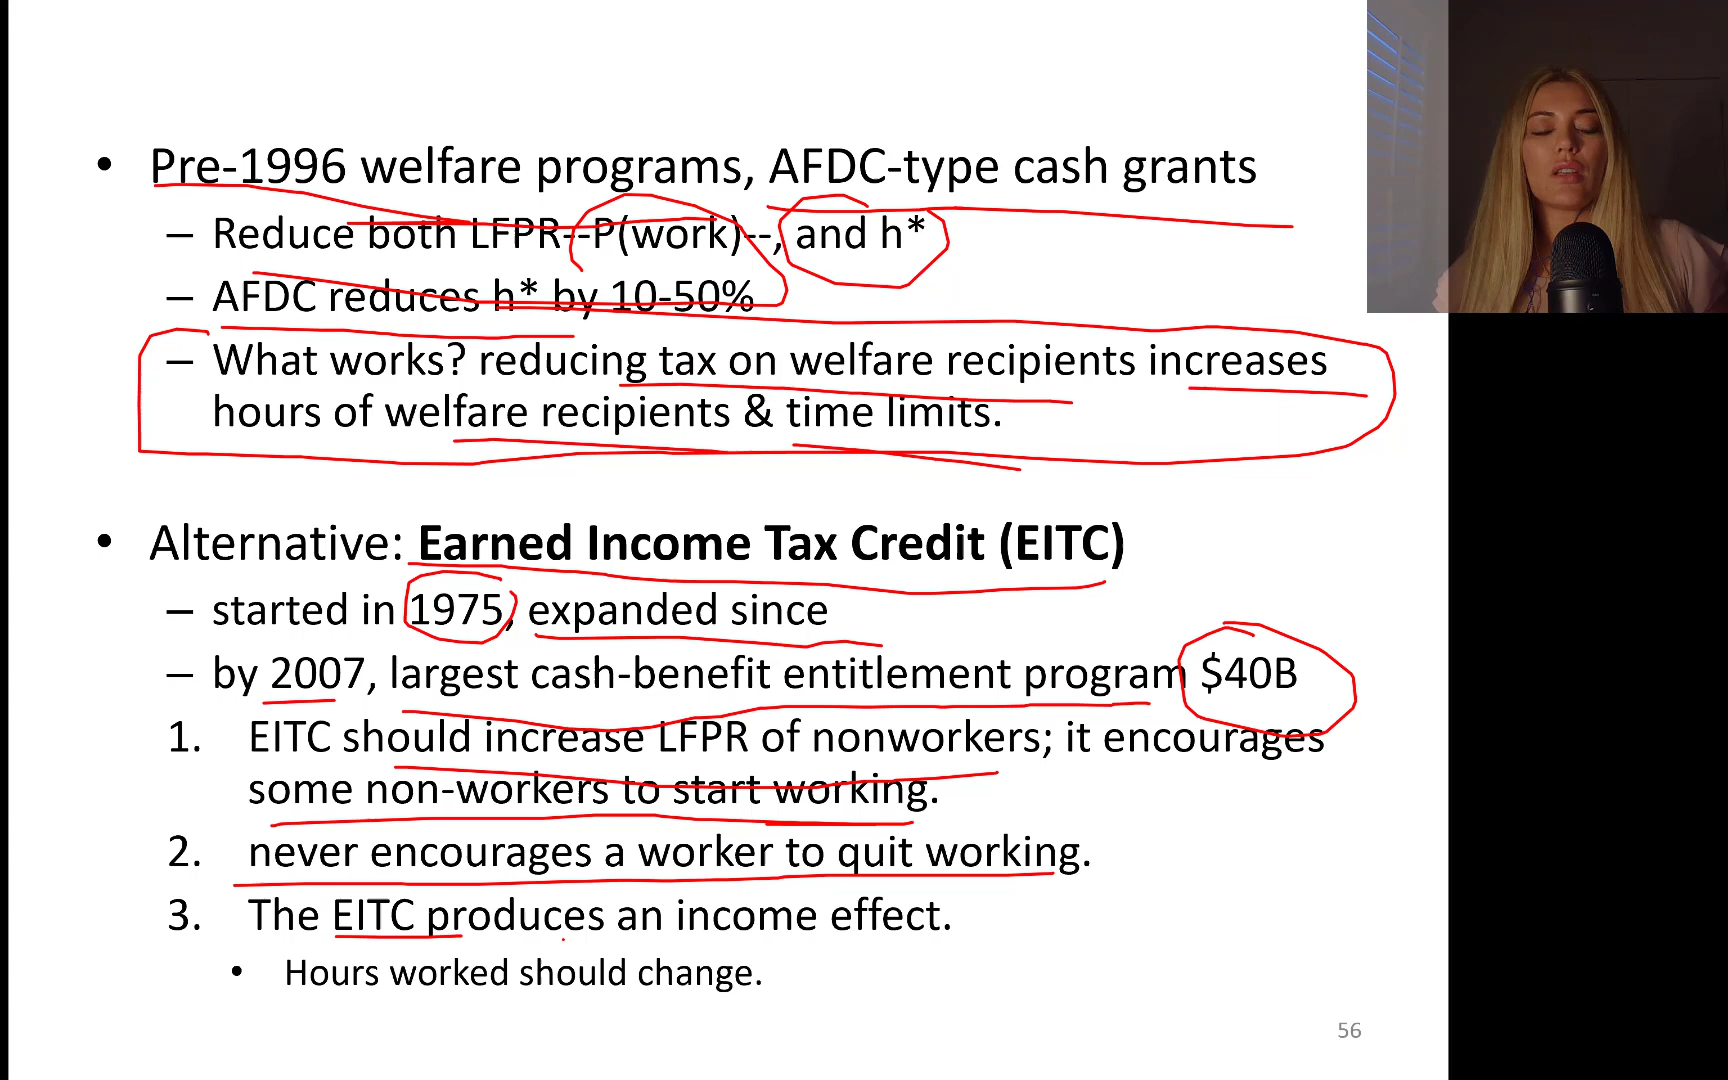 • Pre-1996 welfare programs, AFDC-type cash grants
– Reduce both LFPR--P(work)--, and h*
– AFDC reduces h* by 10-50%
– What works? reducing tax on welfare recipients increases
hours of welfare recipients & time limits.
• Alternative: Earned Income Tax Credit (EITC)
– started in 1975, expanded since
– by 2007, largest cash-benefit entitlement program $40B
1. EITC should increase LFPR of nonworkers; it encourages
some non-workers to start working.
2. never encourages a worker to quit working.
3. The EITC produces an income effect.
• Hours worked should change.
56